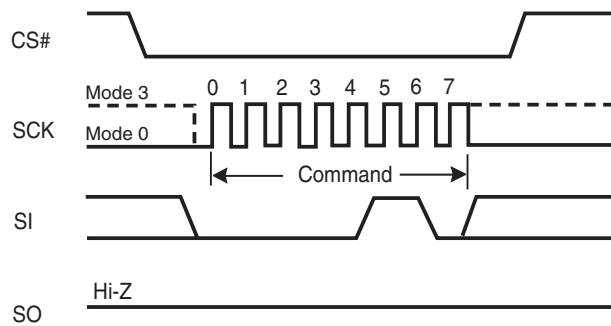 CS#
Mode 3
0 1 2 3 4 5 6 7
SCK
Mode 0
Command
SI
Hi-Z
SO